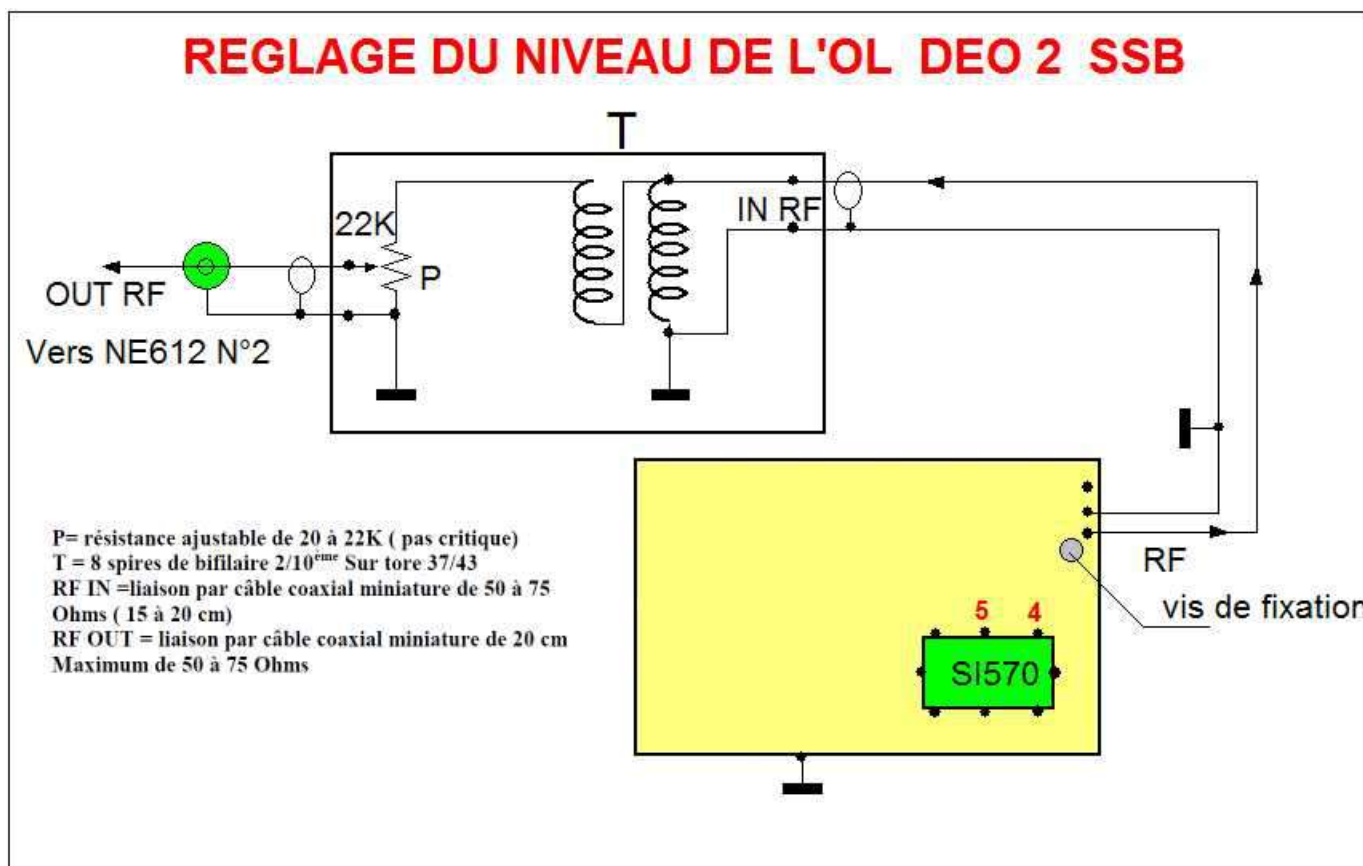 REGLAGE DU NIVEAU DE L'OL DEO 2 SSB
T
IN RF
22K
P
OUT RF
Vers NE612 N°2
P= résistance ajustable de 20 à 22K ( pas critique)
T = 8 spires de bifilaire 2/10ème Sur tore 37/43
RF IN =liaison par câble coaxial miniature de 50 à 75
Ohms ( 15 à 20 cm)
RF OUT = liaison par câble coaxial miniature de 20 cm
Maximum de 50 à 75 Ohms
RF
vis de fixation
5 4
SI570